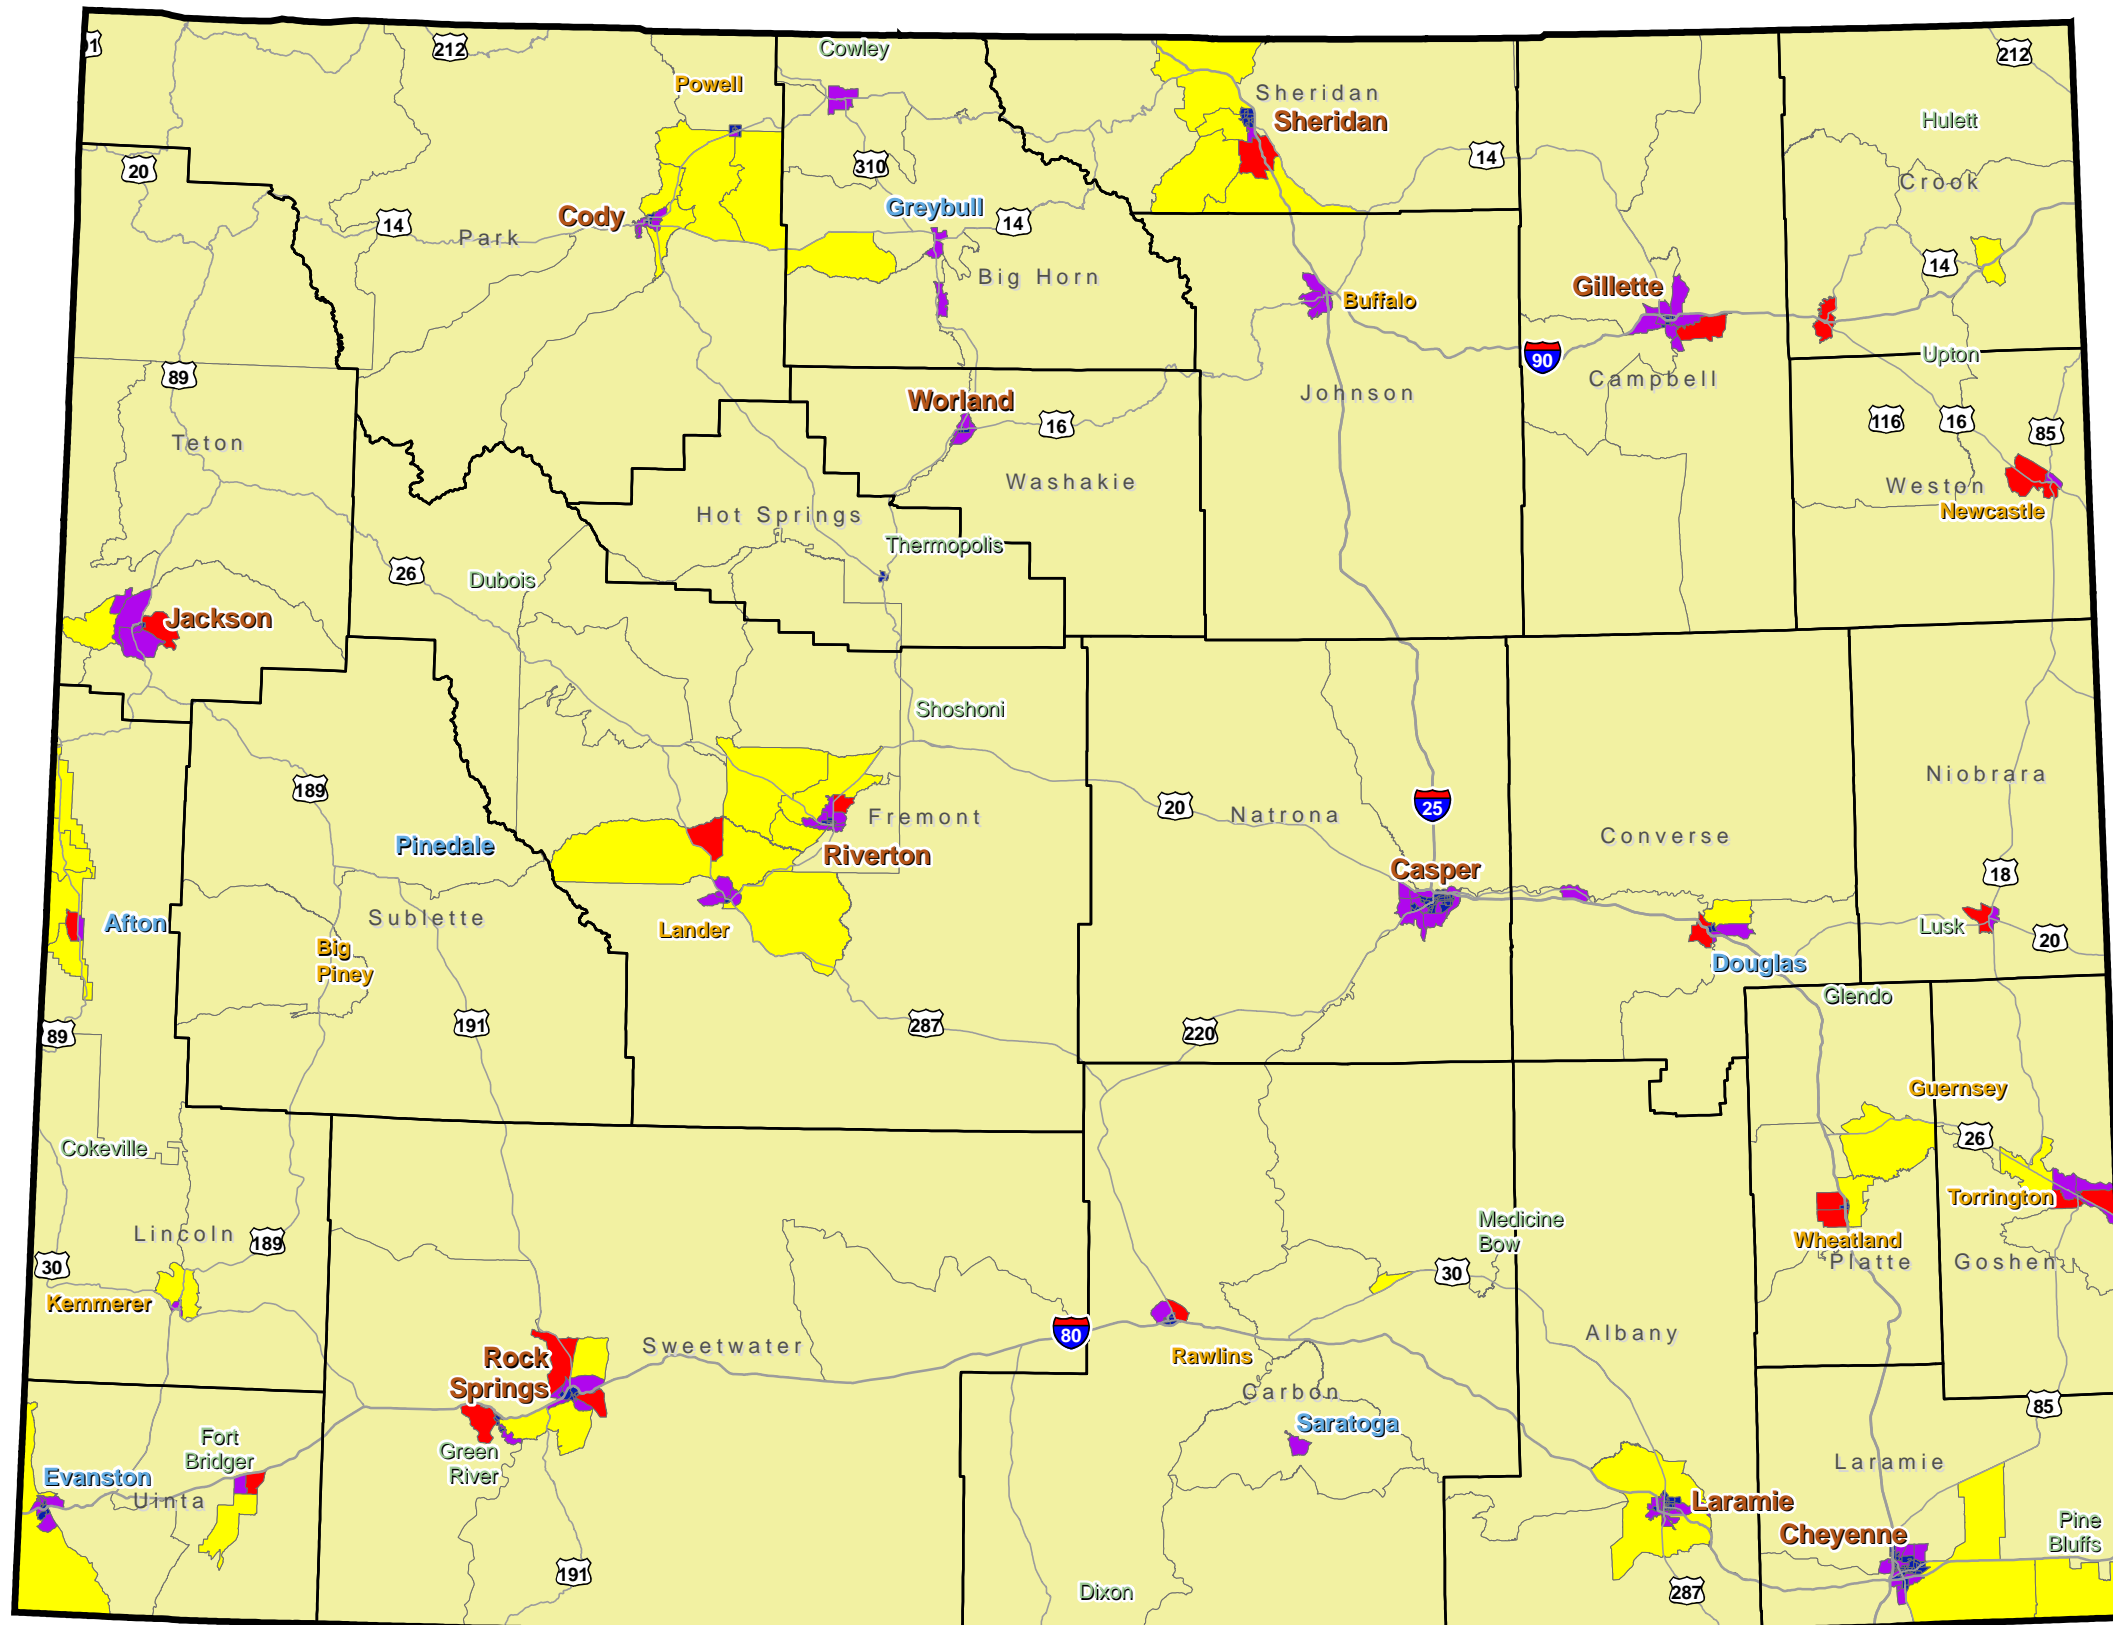 1
212
Cowley
212
Powell
Sheridan
Sheridan
Hulett
20
310
14
Crook
Greybull
14
Cody
Park
14
14
Big Horn
Gillette
Buffalo
90
Upton
89
Campbell
Johnson
Worland
16
116
16
85
Teton
Washakie
Weston
Newcastle
Hot Springs
Thermopolis
26
Dubois
Jackson
Shoshoni
Niobrara
189
20
Natrona
25
Fremont
Converse
Pinedale
Riverton
Casper
18
Sublette
Afton
Lander
Lusk
20
Big
Piney
Douglas
Glendo
191
287
220
89
Guernsey
26
Cokeville
Torrington
Medicine
Bow
Lincoln
189
Wheatland
Platte
Goshen
30
30
Kemmerer
80
Albany
Sweetwater
Rock
Springs
Rawlins
Carbon
85
Saratoga
Fort
Bridger
Green
River
Laramie
Evanston
Uinta
Laramie
Cheyenne
Pine
Bluffs
191
Dixon
287